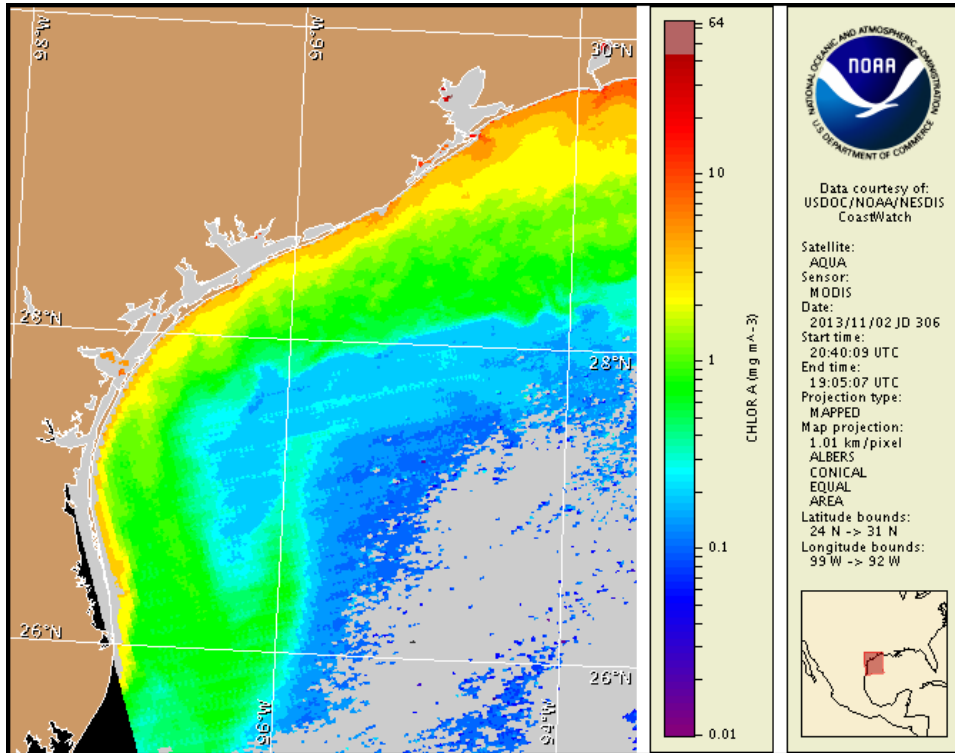 98°W
96°W
30°N
28°N
28°N
26°N
26°N
96°W
94°W
64
10
1
0.1
0.01
CHLOR A (mg m^-3)
NATIONAL OCEANIC AND ATMOSPHERIC ADMINISTRATION
NOAA
U.S. DEPARTMENT OF COMMERCE
Data courtesy of:
USDOC/NOAA/NESDIS
CoastWatch
Satellite:
AQUA
Sensor:
MODIS
Date:
2013/11/02 JD 306
Start time:
20:40:09 UTC
End time:
19:05:07 UTC
Projection type:
MAPPED
Map projection:
1.01 km/pixel
ALBERS
CONICAL
EQUAL
AREA
Latitude bounds:
24 N -> 31 N
Longitude bounds:
99 W -> 92 W